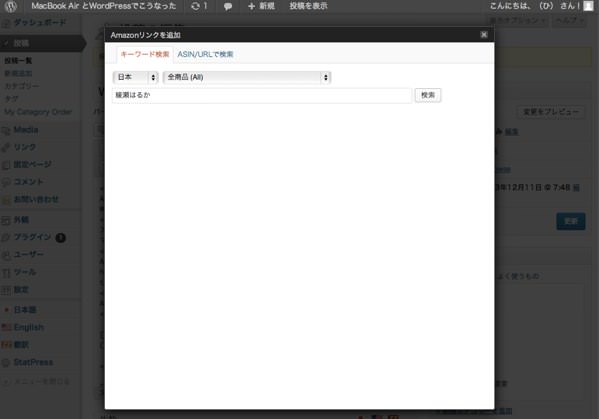 MacBook Air とWordPressでこうなった 1 + 新規 投稿を表示 こんにちは、(ひ) さん!
ダッシュボード
表示オプション ヘルプ
投稿
投稿一覧
新規追加
カテゴリー
タグ
My Category Order
Media
リンク
固定ページ
コメント
お問い合わせ
外観
プラグイン 1
ユーザー
ツール
設定
日本語
English
翻訳
StatPress
メニューを閉じる
Amazonリンクを追加
キーワード検索 ASIN/URLで検索
日本 全商品 (All)
綾瀬はるか 検索
変更をプレビュー
編集
3年12月11日 @ 7:48
更新
よく使うもの